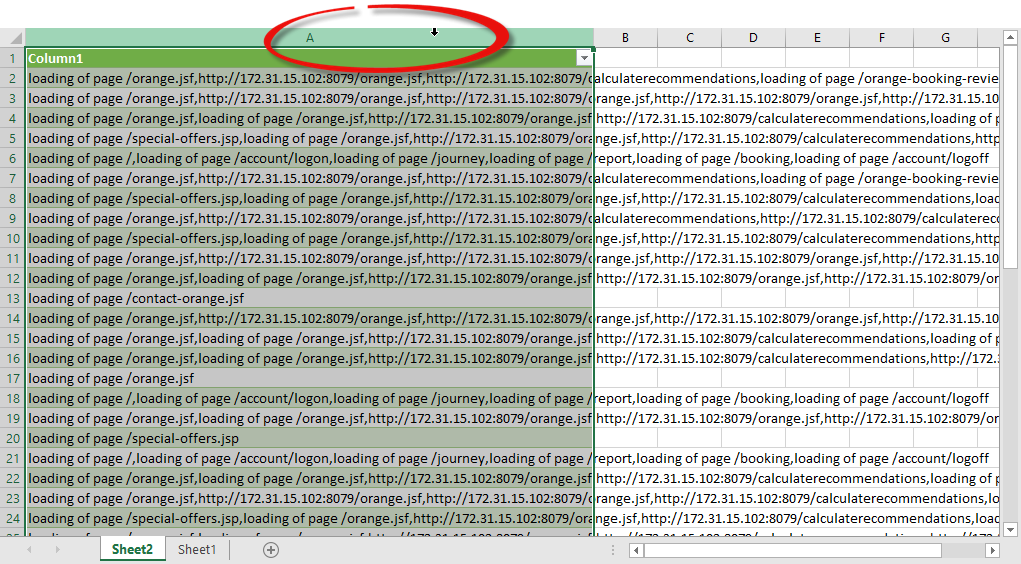 A B C D E F G
1 Column1
2 loading of page /orange.jsf,http://172.31.15.102:8079/orange.jsf,http://172.31.15.102:8079/calculaterecommendations,loading of page /orange-booking-revie
3 loading of page /orange.jsf,http://172.31.15.102:8079/orange.jsf,http://172.31.15.102:8079/orange.jsf,http://172.31.15.102:8079/orange.jsf,http://172.31.15.10
4 loading of page /orange.jsf,loading of page /orange.jsf,http://172.31.15.102:8079/orange.jsf,http://172.31.15.102:8079/calculaterecommendations,loading of p
5 loading of page /special-offers.jsp,loading of page /orange.jsf,http://172.31.15.102:8079/orange.jsf,http://172.31.15.102:8079/calculaterecommendations,http
6 loading of page /,loading of page /account/logon,loading of page /journey,loading of page /report,loading of page /booking,loading of page /account/logoff
7 loading of page /orange.jsf,http://172.31.15.102:8079/orange.jsf,http://172.31.15.102:8079/calculaterecommendations,loading of page /orange-booking-revie
8 loading of page /special-offers.jsp,loading of page /orange.jsf,http://172.31.15.102:8079/orange.jsf,http://172.31.15.102:8079/calculaterecommendations,load
9 loading of page /orange.jsf,http://172.31.15.102:8079/orange.jsf,http://172.31.15.102:8079/calculaterecommendations,http://172.31.15.102:8079/calculaterec
10 loading of page /special-offers.jsp,loading of page /orange.jsf,http://172.31.15.102:8079/orange.jsf,http://172.31.15.102:8079/calculaterecommendations,http
11 loading of page /orange.jsf,http://172.31.15.102:8079/orange.jsf,http://172.31.15.102:8079/orange.jsf,http://172.31.15.102:8079/orange.jsf,http://172.31.15.10
12 loading of page /orange.jsf,loading of page /orange.jsf,http://172.31.15.102:8079/orange.jsf,http://172.31.15.102:8079/orange.jsf,http://172.31.15.102:8079/or
13 loading of page /contact-orange.jsf
14 loading of page /orange.jsf,http://172.31.15.102:8079/orange.jsf,http://172.31.15.102:8079/orange.jsf,http://172.31.15.102:8079/orange.jsf,http://172.31.15.10
15 loading of page /orange.jsf,loading of page /orange.jsf,http://172.31.15.102:8079/orange.jsf,http://172.31.15.102:8079/calculaterecommendations,loading of p
16 loading of page /orange.jsf,loading of page /orange.jsf,http://172.31.15.102:8079/orange.jsf,http://172.31.15.102:8079/calculaterecommendations,http://172.
17 loading of page /orange.jsf
18 loading of page /,loading of page /account/logon,loading of page /journey,loading of page /report,loading of page /booking,loading of page /account/logoff
19 loading of page /orange.jsf,loading of page /orange.jsf,http://172.31.15.102:8079/orange.jsf,http://172.31.15.102:8079/orange.jsf,http://172.31.15.102:8079/or
20 loading of page /special-offers.jsp
21 loading of page /,loading of page /account/logon,loading of page /journey,loading of page /report,loading of page /booking,loading of page /account/logoff
22 loading of page /orange.jsf,loading of page /orange.jsf,http://172.31.15.102:8079/orange.jsf,http://172.31.15.102:8079/calculaterecommendations,loading of p
23 loading of page /orange.jsf,http://172.31.15.102:8079/orange.jsf,http://172.31.15.102:8079/orange.jsf,http://172.31.15.102:8079/calculaterecommendations,lo
24 loading of page /special-offers.jsp,loading of page /orange.jsf,http://172.31.15.102:8079/orange.jsf,http://172.31.15.102:8079/calculaterecommendations,load
Sheet2 Sheet1